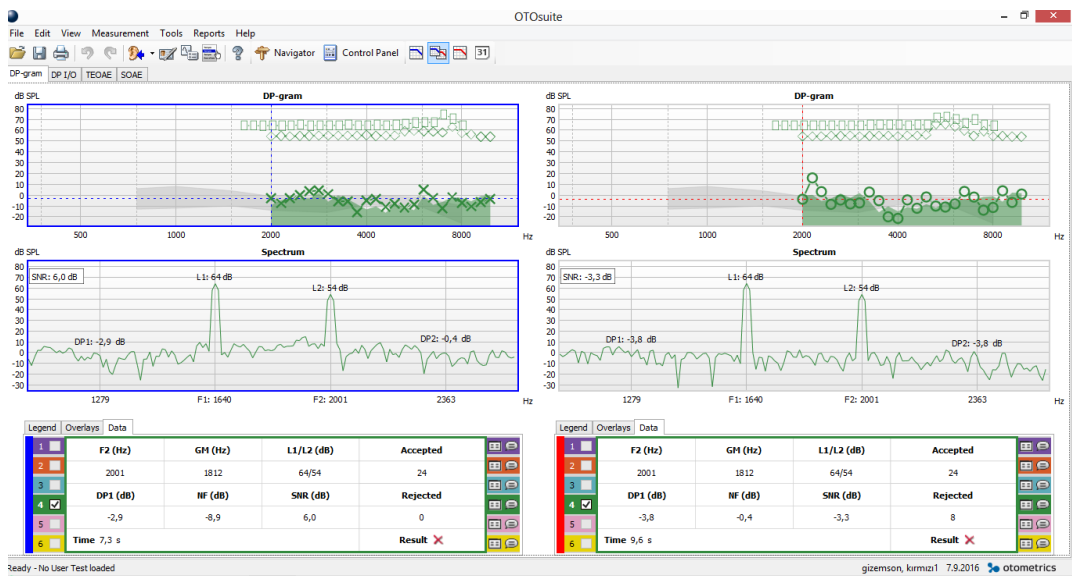 OTOsuite
File Edit View Measurement Tools Reports Help
Navigator Control Panel 31
DP-gram DP I/O TEOAE SOAE
dB SPL DP-gram
80
70
60
50
40
30
20
10
0
-10
-20
500 1000 2000 4000 8000 Hz
dB SPL DP-gram
80
70
60
50
40
30
20
10
0
-10
-20
500 1000 2000 4000 8000 Hz
dB SPL Spectrum
80
70
60
50
40
30
20
10
0
-10
-20
-30
SNR: 6,0 dB
L1: 64 dB
L2: 54 dB
DP1: -2,9 dB
DP2: -0,4 dB
1279 F1: 1640 F2: 2001 2363 Hz
dB SPL Spectrum
80
70
60
50
40
30
20
10
0
-10
-20
-30
SNR: -3,3 dB
L1: 64 dB
L2: 54 dB
DP1: -3,8 dB
DP2: -3,8 dB
1279 F1: 1640 F2: 2001 2363 Hz
Legend Overlays Data
1
2
3
4
5
6
F2 (Hz) GM (Hz) L1/L2 (dB) Accepted
2001 1812 64/54 24
DP1 (dB) NF (dB) SNR (dB) Rejected
-2,9 -8,9 6,0 0
Time 7,3 s Result
Legend Overlays Data
1
2
3
4
5
6
F2 (Hz) GM (Hz) L1/L2 (dB) Accepted
2001 1812 64/54 24
DP1 (dB) NF (dB) SNR (dB) Rejected
-3,8 -0,4 -3,3 8
Time 9,6 s Result
Ready - No User Test loaded
gizemson, kırmızı1 7.9.2016 otometrics